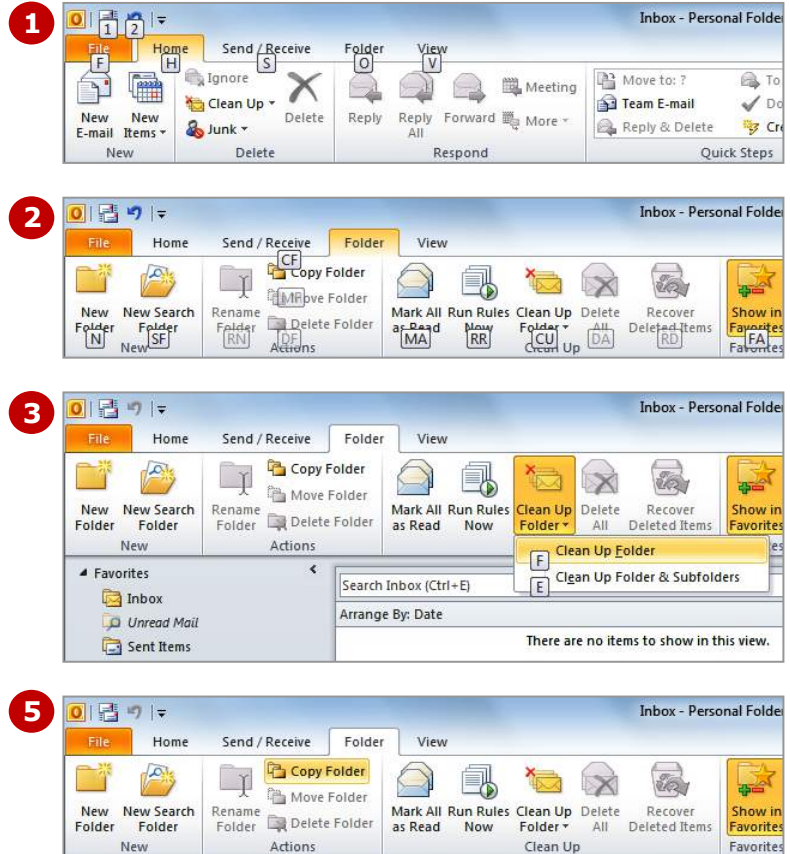 1
Inbox - Personal Folde
1 2
File Home Send / Receive Folder View
F H S O V
New E-mail
New Items
Ignore
Clean Up
Junk
Delete
Reply
Reply All
Forward
Meeting
More
Move to: ?
Team E-mail
Reply & Delete
To
Do
Cre
New Delete Respond Quick Steps
2
Inbox - Personal Folde
File Home Send / Receive Folder View
CF
New Folder
New Search Folder
Rename Folder
Copy Folder
Move Folder
Delete Folder
Mark All as Read
Run Rules Now
Clean Up Folder
Delete All
Recover Deleted Items
Show in Favorites
MF
N SF RN DF MA RR CU DA RD FA
New Actions Clean Up Favorites
3
Inbox - Personal Folde
File Home Send / Receive Folder View
New Folder
New Search Folder
Rename Folder
Copy Folder
Move Folder
Delete Folder
Mark All as Read
Run Rules Now
Clean Up Folder
Delete All
Recover Deleted Items
Show in Favorites
New Actions
es
Clean Up Folder
F
Clean Up Folder & Subfolders
E
Favorites
Inbox
Unread Mail
Sent Items
Search Inbox (Ctrl+E)
Arrange By: Date
There are no items to show in this view.
5
Inbox - Personal Folde
File Home Send / Receive Folder View
New Folder
New Search Folder
Rename Folder
Copy Folder
Move Folder
Delete Folder
Mark All as Read
Run Rules Now
Clean Up Folder
Delete All
Recover Deleted Items
Show in Favorites
New Actions Clean Up Favorites